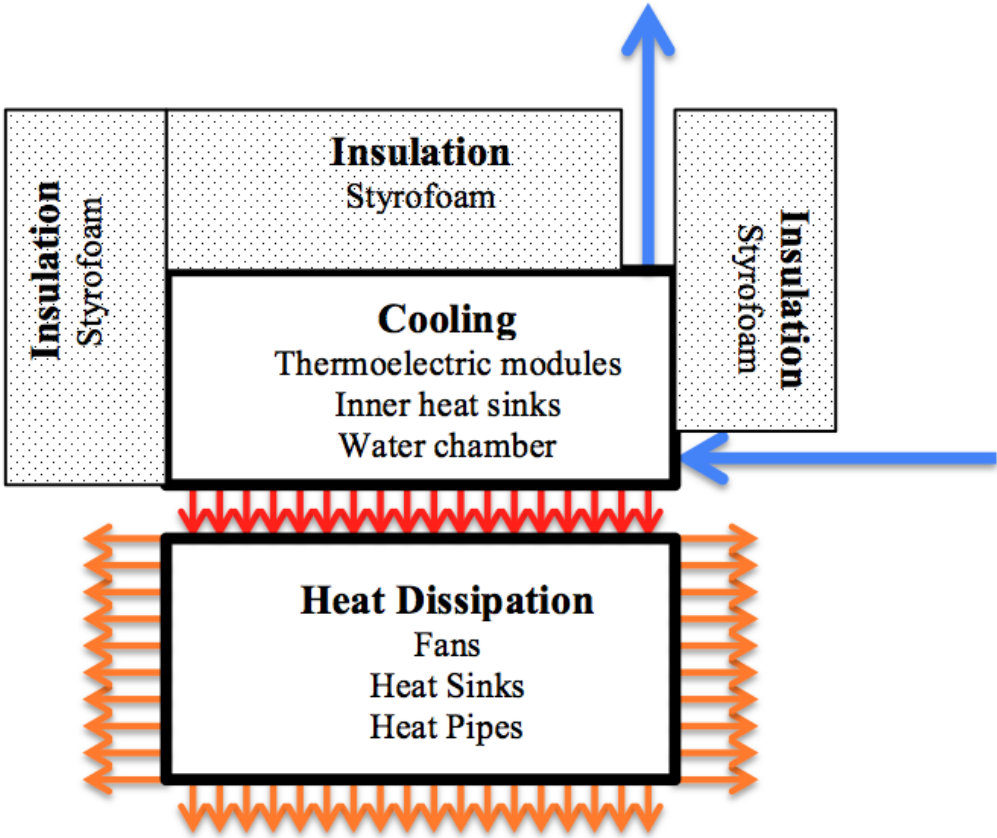 Insulation
Styrofoam
Insulation
Styrofoam
Insulation
Styrofoam
Cooling
Thermoelectric modules
Inner heat sinks
Water chamber
Heat Dissipation
Fans
Heat Sinks
Heat Pipes